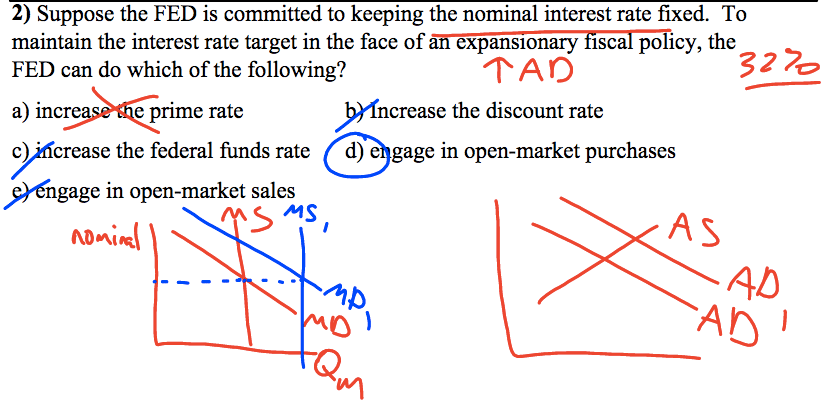 2) Suppose the FED is committed to keeping the nominal interest rate fixed. To
maintain the interest rate target in the face of an expansionary fiscal policy, the
FED can do which of the following?
↑AD
32%
a) increase the prime rate
b) Increase the discount rate
c) increase the federal funds rate
d) engage in open-market purchases
e) engage in open-market sales
MS MS1
nominal
MD1
MD
Qm
AS
AD
AD1